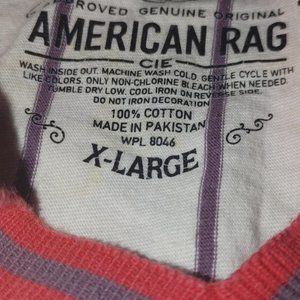 APPROVED GENUINE ORIGINAL
AMERICAN RAG
CIE
WASH INSIDE OUT. MACHINE WASH COLD, GENTLE CYCLE WITH
LIKE COLORS. ONLY NON-CHLORINE BLEACH WHEN NEEDED.
TUMBLE DRY LOW. COOL IRON ON REVERSE SIDE.
DO NOT IRON DECORATION
100% COTTON
MADE IN PAKISTAN
WPL 8046
X-LARGE